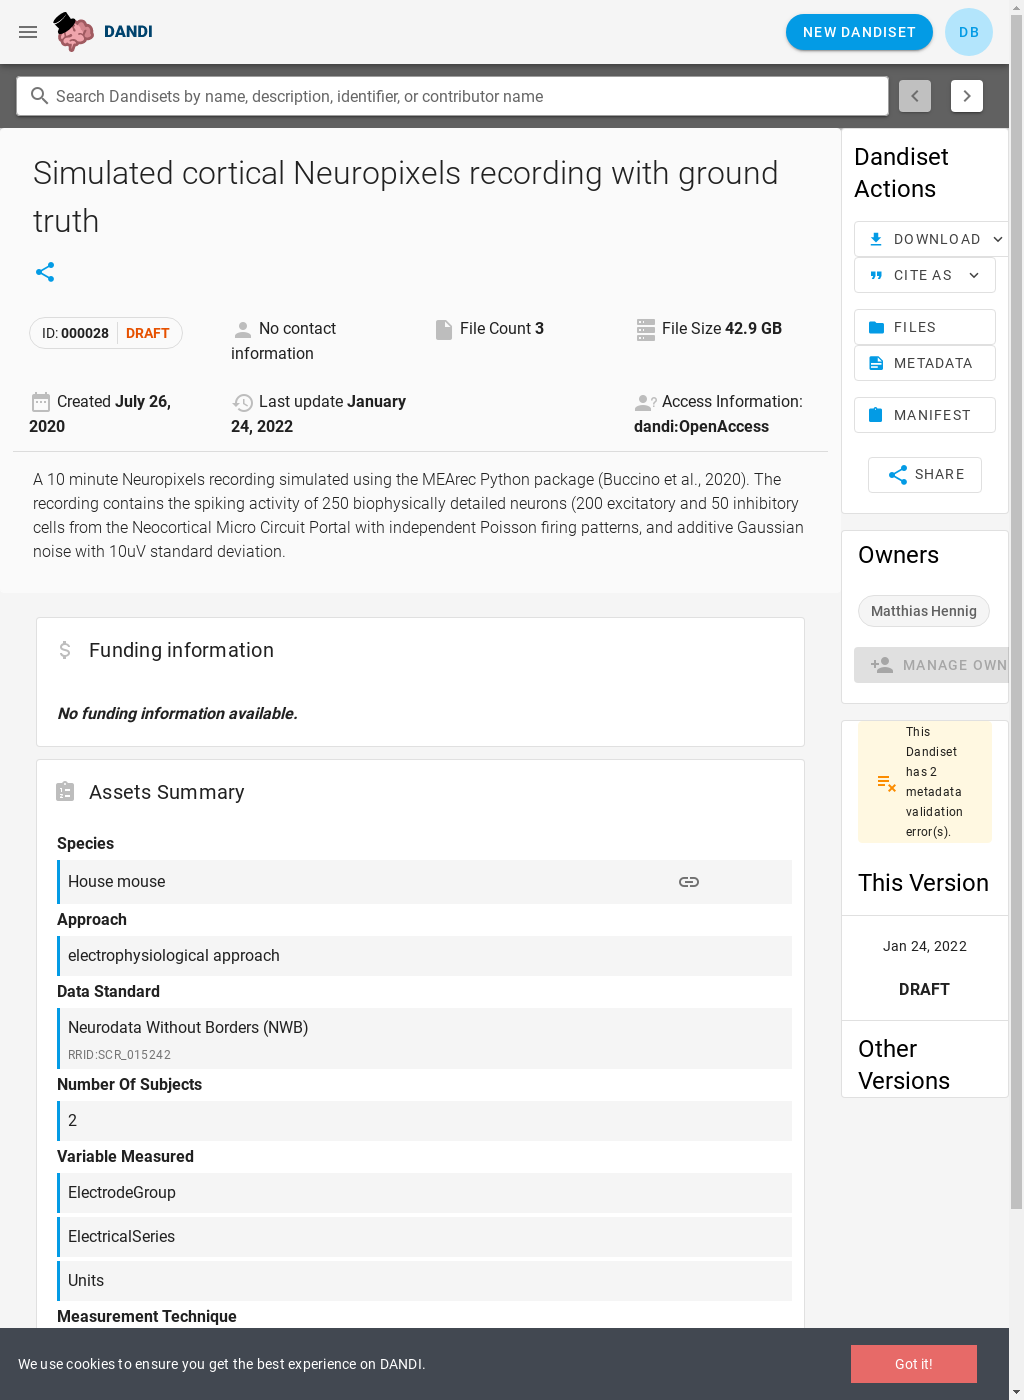 DANDI
NEW DANDISET
DB
Search Dandisets by name, description, identifier, or contributor name
Simulated cortical Neuropixels recording with ground
truth
ID: 000028 DRAFT
No contact
information
File Count 3
File Size 42.9 GB
Created July 26,
2020
Last update January
24, 2022
Access Information:
dandi:OpenAccess
A 10 minute Neuropixels recording simulated using the MEArec Python package (Buccino et al., 2020). The
recording contains the spiking activity of 250 biophysically detailed neurons (200 excitatory and 50 inhibitory
cells from the Neocortical Micro Circuit Portal with independent Poisson firing patterns, and additive Gaussian
noise with 10uV standard deviation.
Funding information
No funding information available.
Assets Summary
Species
House mouse
Approach
electrophysiological approach
Data Standard
Neurodata Without Borders (NWB)
RRID:SCR_015242
Number Of Subjects
2
Variable Measured
ElectrodeGroup
ElectricalSeries
Units
Measurement Technique
Dandiset
Actions
DOWNLOAD
CITE AS
FILES
METADATA
MANIFEST
SHARE
Owners
Matthias Hennig
MANAGE OWN
This
Dandiset
has 2
metadata
validation
error(s).
This Version
Jan 24, 2022
DRAFT
Other
Versions
We use cookies to ensure you get the best experience on DANDI.
Got it!